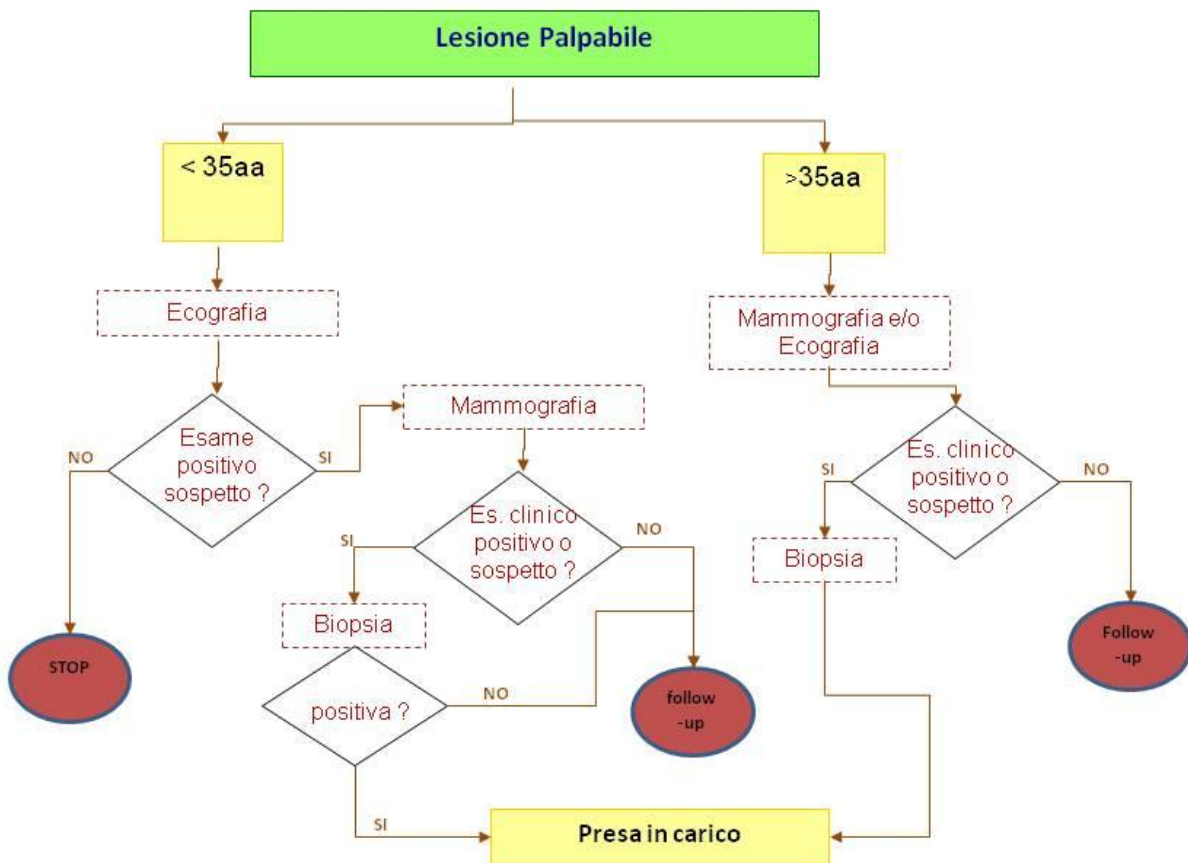 Lesione Palpabile
< 35aa
>35aa
Ecografia
Mammografia e/o
Ecografia
Mammografia
Esame
positivo
sospetto ?
NO
SI
Es. clinico
positivo o
sospetto ?
SI
NO
Es. clinico
positivo o
sospetto ?
SI
NO
Biopsia
Biopsia
STOP
positiva ?
NO
SI
follow
-up
Follow
-up
Presa in carico